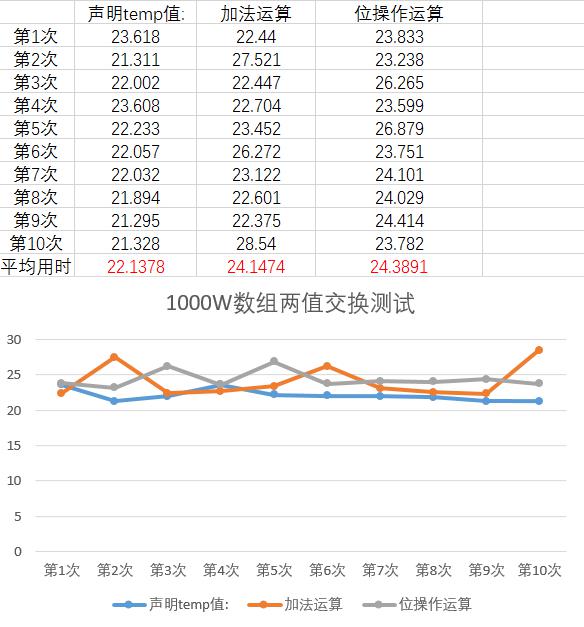 声明temp值: 加法运算 位操作运算
第1次 23.618 22.44 23.833
第2次 21.311 27.521 23.238
第3次 22.002 22.447 26.265
第4次 23.608 22.704 23.599
第5次 22.233 23.452 26.879
第6次 22.057 26.272 23.751
第7次 22.032 23.122 24.101
第8次 21.894 22.601 24.029
第9次 21.295 22.375 24.414
第10次 21.328 28.54 23.782
平均用时 22.1378 24.1474 24.3891
1000W数组两值交换测试
30
25
20
15
10
5
0
第1次 第2次 第3次 第4次 第5次 第6次 第7次 第8次 第9次 第10次
声明temp值: 加法运算 位操作运算